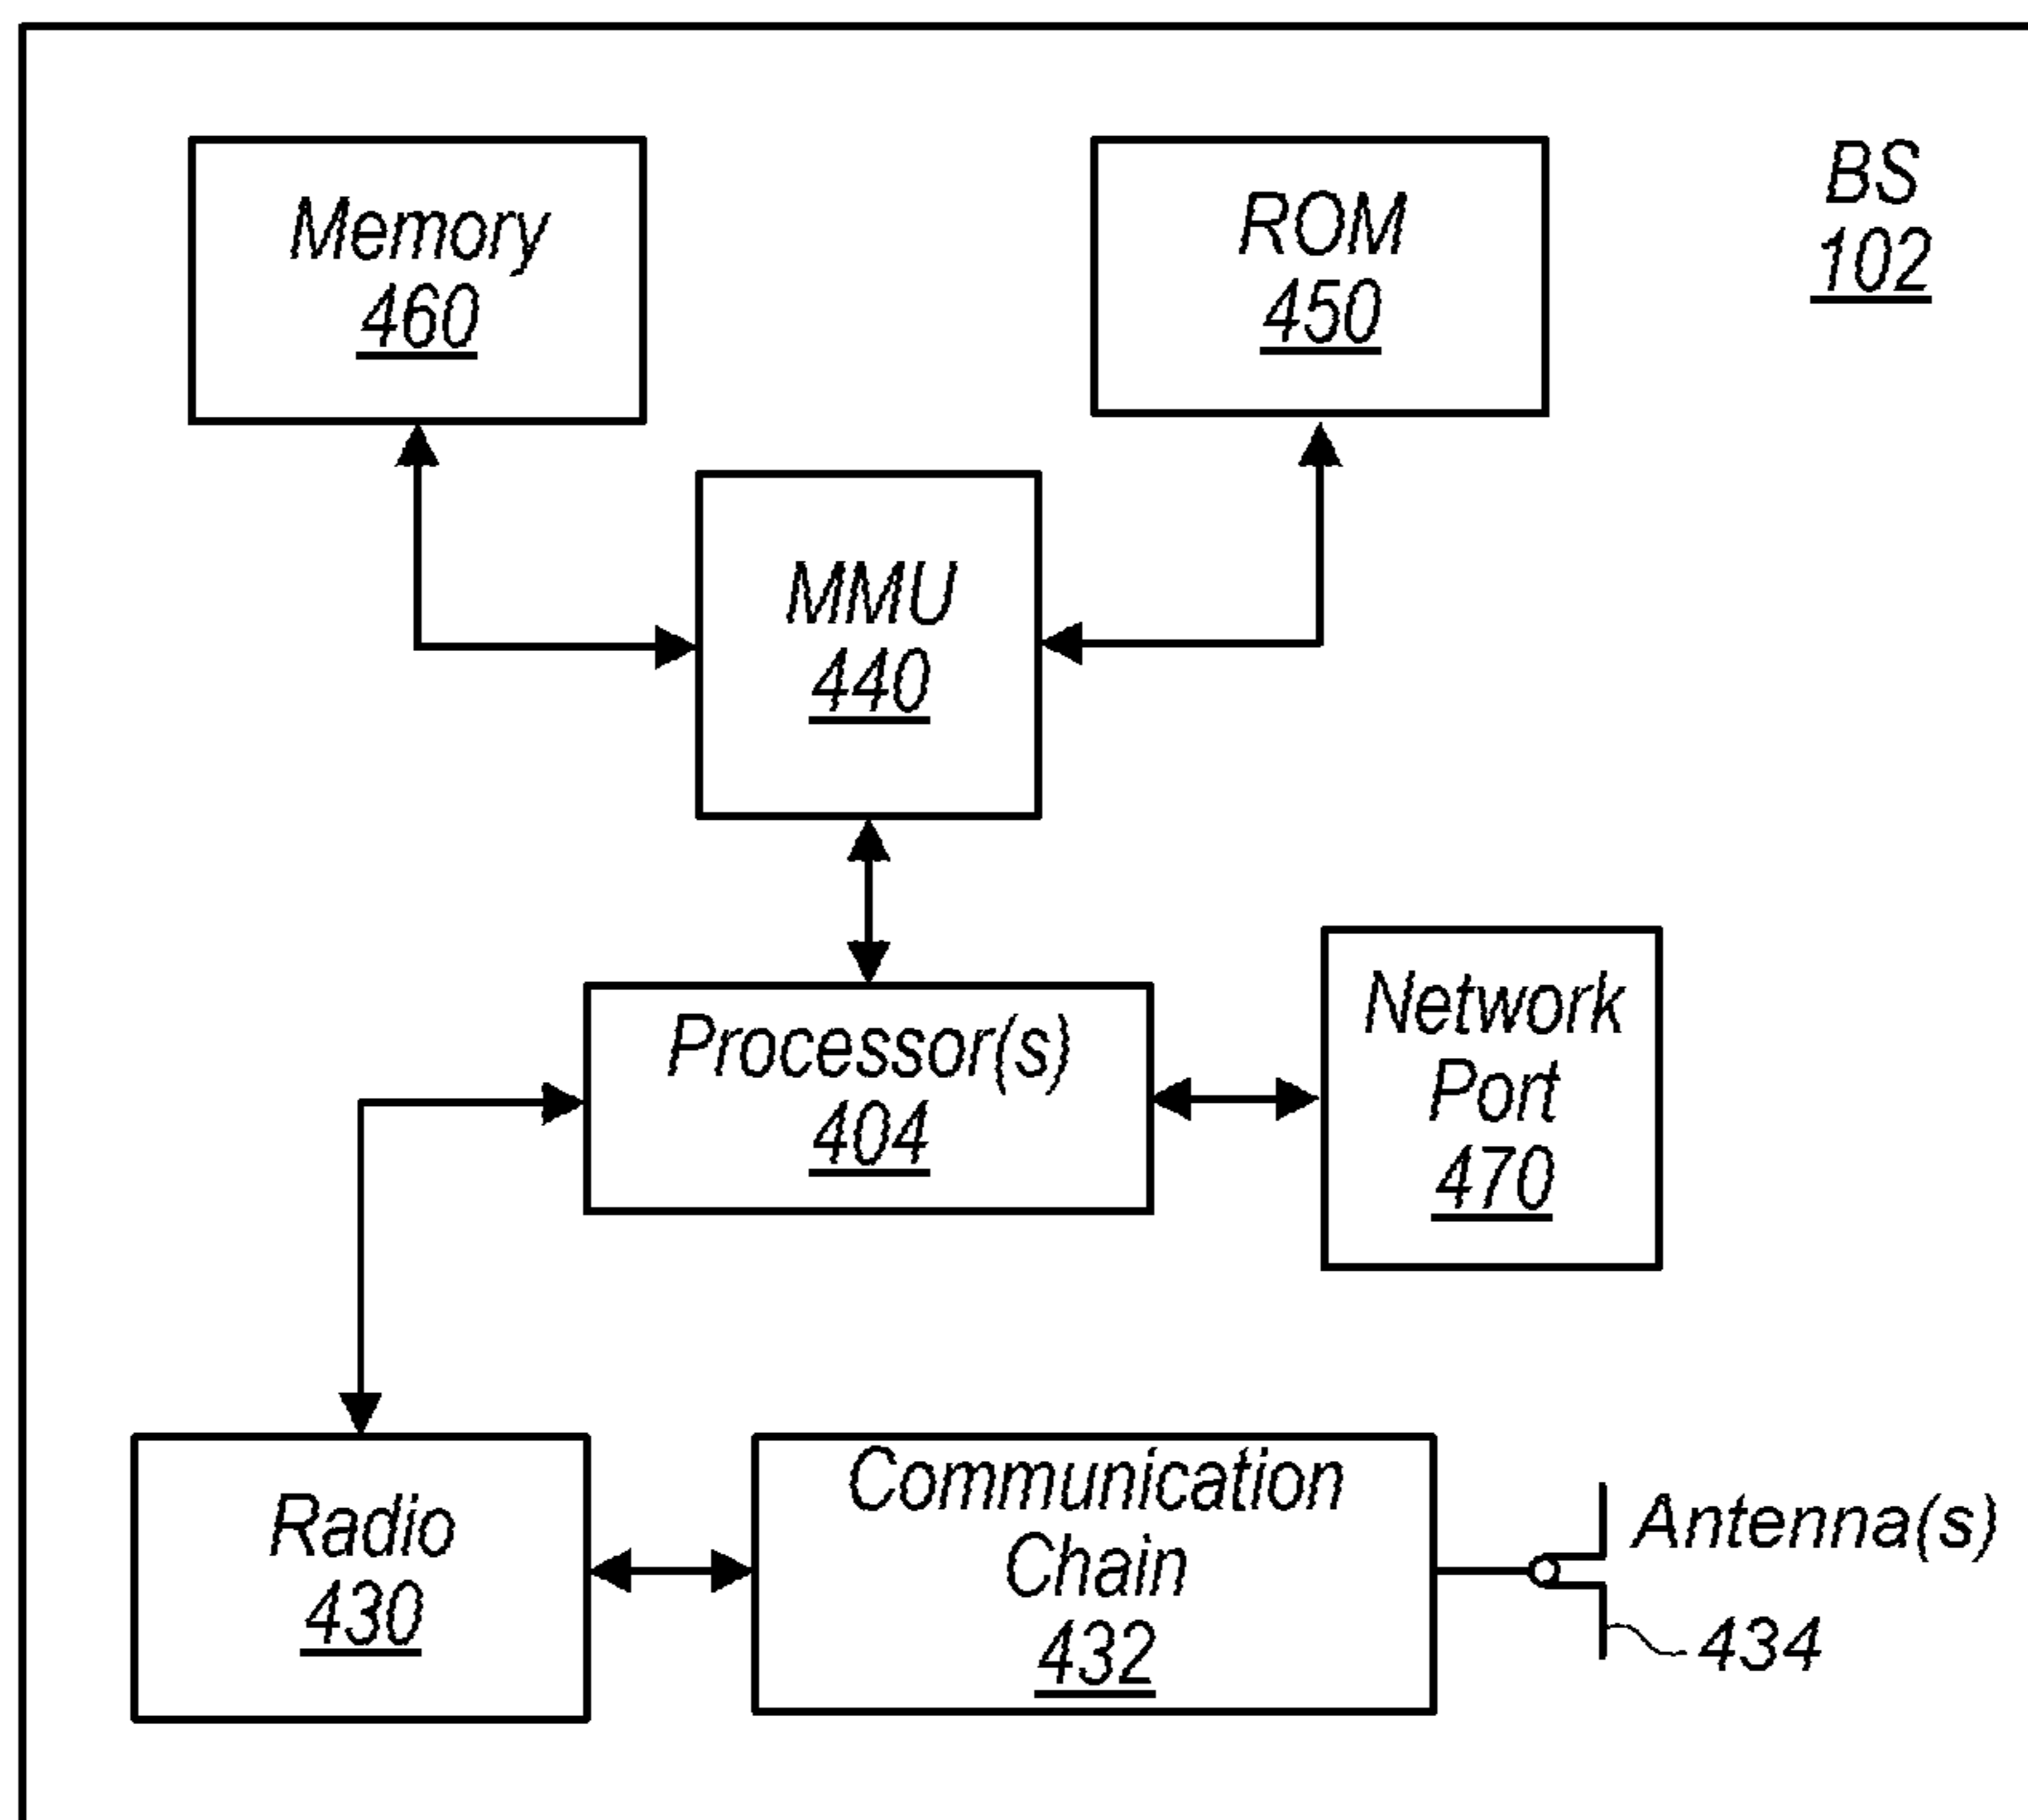 Memory
460
ROM
450
BS
102
MMU
440
Processor(s)
404
Network
Port
470
Radio
430
Communication
Chain
432
Antenna(s)
434